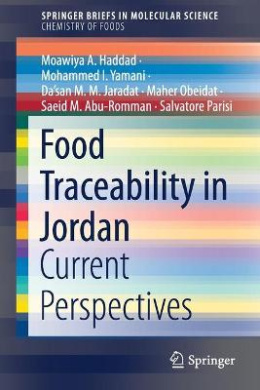 SPRINGER BRIEFS IN MOLECULAR SCIENCE
CHEMISTRY OF FOODS
Moawiya A. Haddad
Mohammed I. Yamani
Da'san M. M. Jaradat · Maher Obeidat
Saeid M. Abu-Romman · Salvatore Parisi
Food
Traceability in
Jordan
Current
Perspectives
Springer